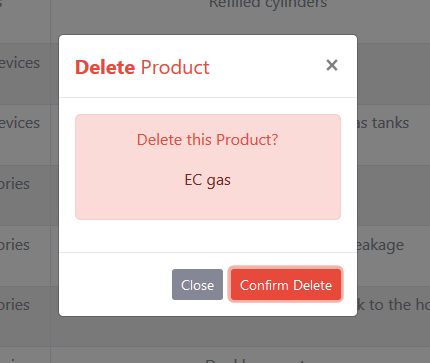 Refilled cylinders
evices
Delete Product ×
evices
as tanks
Delete this Product?
EC gas
ories
ories
eakage
Close Confirm Delete
ories
k to the ho